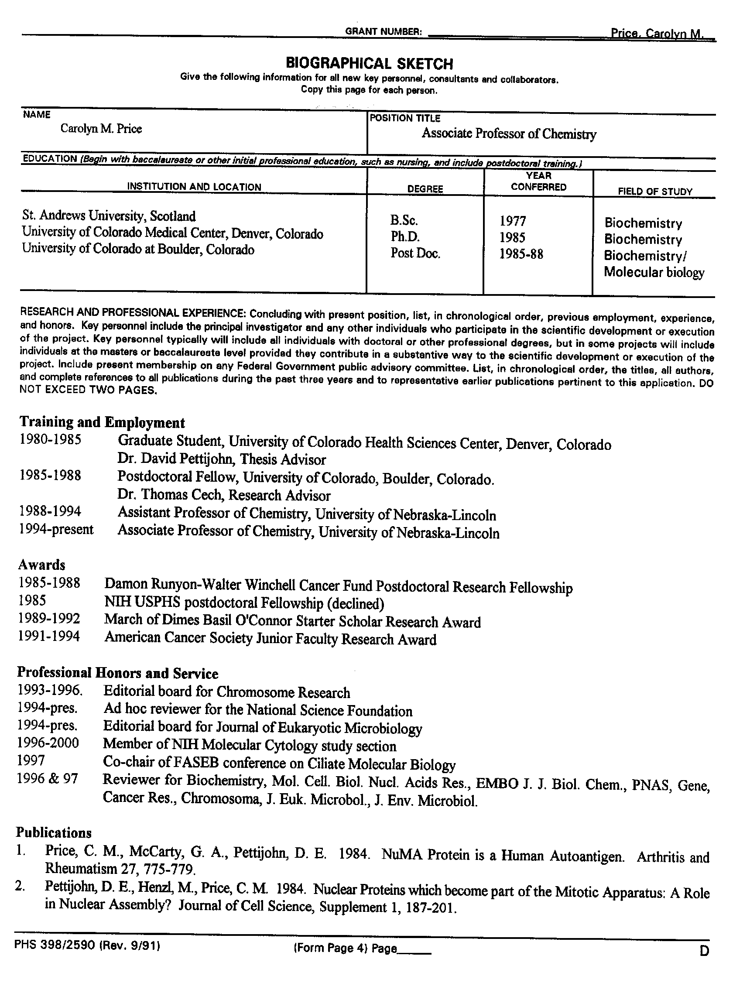 GRANT NUMBER: Price, Carolyn M.
BIOGRAPHICAL SKETCH
Give the following information for all new key personnel, consultants and collaborators.
Copy this page for each person.
NAME
Carolyn M. Price
POSITION TITLE
Associate Professor of Chemistry
EDUCATION (Begin with baccalaureate or other initial professional education, such as nursing, and include postdoctoral training.)
INSTITUTION AND LOCATION DEGREE YEAR CONFERRED FIELD OF STUDY
St. Andrews University, Scotland B.Sc. 1977 Biochemistry
University of Colorado Medical Center, Denver, Colorado Ph.D. 1985 Biochemistry
University of Colorado at Boulder, Colorado Post Doc. 1985-88 Biochemistry/
Molecular biology
RESEARCH AND PROFESSIONAL EXPERIENCE: Concluding with present position, list, in chronological order, previous employment, experience,
and honors. Key personnel include the principal investigator and any other individuals who participate in the scientific development or execution
of the project. Key personnel typically will include all individuals with doctoral or other professional degrees, but in some projects will include
individuals at the masters or baccalaureate level provided they contribute in a substantive way to the scientific development or execution of the
project. Include present membership on any Federal Government public advisory committee. List, in chronological order, the titles, all authors,
and complete references to all publications during the past three years and to representative earlier publications pertinent to this application. DO
NOT EXCEED TWO PAGES.
Training and Employment
1980-1985 Graduate Student, University of Colorado Health Sciences Center, Denver, Colorado
Dr. David Pettijohn, Thesis Advisor
1985-1988 Postdoctoral Fellow, University of Colorado, Boulder, Colorado.
Dr. Thomas Cech, Research Advisor
1988-1994 Assistant Professor of Chemistry, University of Nebraska-Lincoln
1994-present Associate Professor of Chemistry, University of Nebraska-Lincoln
Awards
1985-1988 Damon Runyon-Walter Winchell Cancer Fund Postdoctoral Research Fellowship
1985 NIH USPHS postdoctoral Fellowship (declined)
1989-1992 March of Dimes Basil O'Connor Starter Scholar Research Award
1991-1994 American Cancer Society Junior Faculty Research Award
Professional Honors and Service
1993-1996. Editorial board for Chromosome Research
1994-pres. Ad hoc reviewer for the National Science Foundation
1994-pres. Editorial board for Journal of Eukaryotic Microbiology
1996-2000 Member of NIH Molecular Cytology study section
1997 Co-chair of FASEB conference on Ciliate Molecular Biology
1996 & 97 Reviewer for Biochemistry, Mol. Cell. Biol. Nucl. Acids Res., EMBO J. J. Biol. Chem., PNAS, Gene,
Cancer Res., Chromosoma, J. Euk. Microbol., J. Env. Microbiol.
Publications
1. Price, C. M., McCarty, G. A., Pettijohn, D. E. 1984. NuMA Protein is a Human Autoantigen. Arthritis and
Rheumatism 27, 775-779.
2. Pettijohn, D. E., Henzl, M., Price, C. M. 1984. Nuclear Proteins which become part of the Mitotic Apparatus: A Role
in Nuclear Assembly? Journal of Cell Science, Supplement 1, 187-201.
PHS 398/2590 (Rev. 9/91) (Form Page 4) Page D